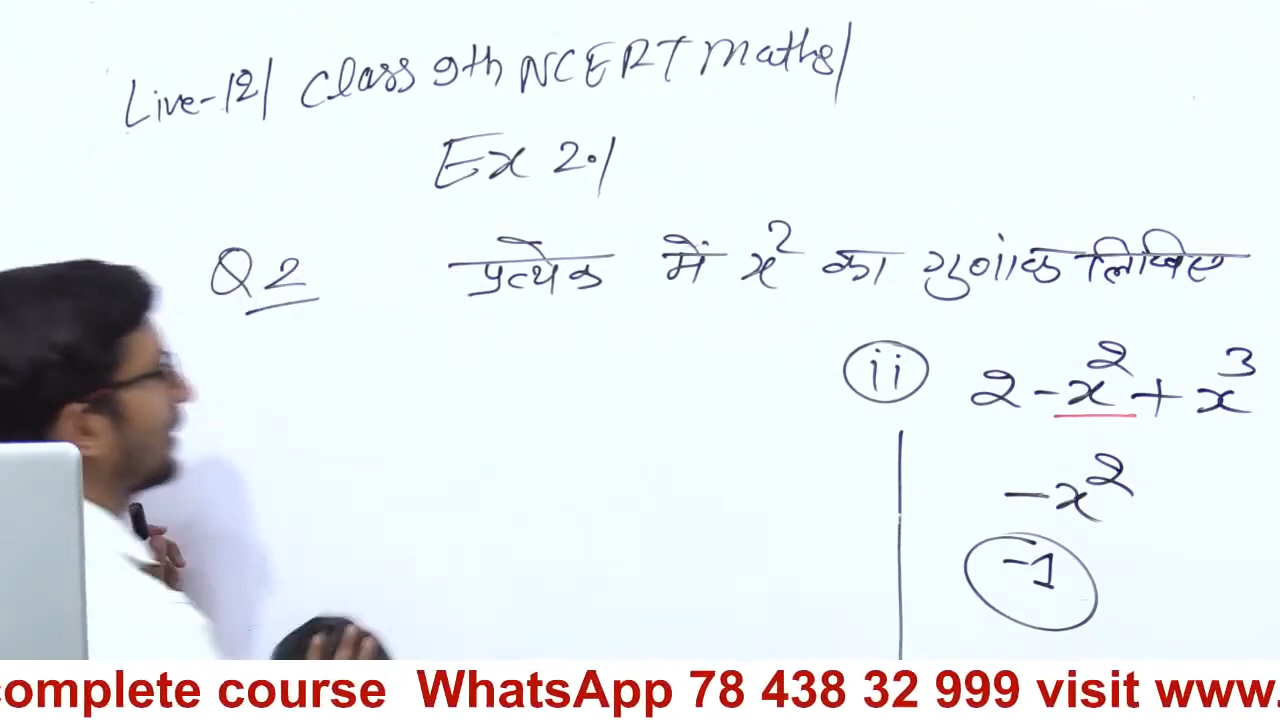 Live-12/ Class 9th NCERT Maths/
Ex 2.1
Q2 प्रत्येक में x² का गुणांक लिखिए
ii 2-x²+x³
-x²
-1
complete course WhatsApp 78 438 32 999 visit www.